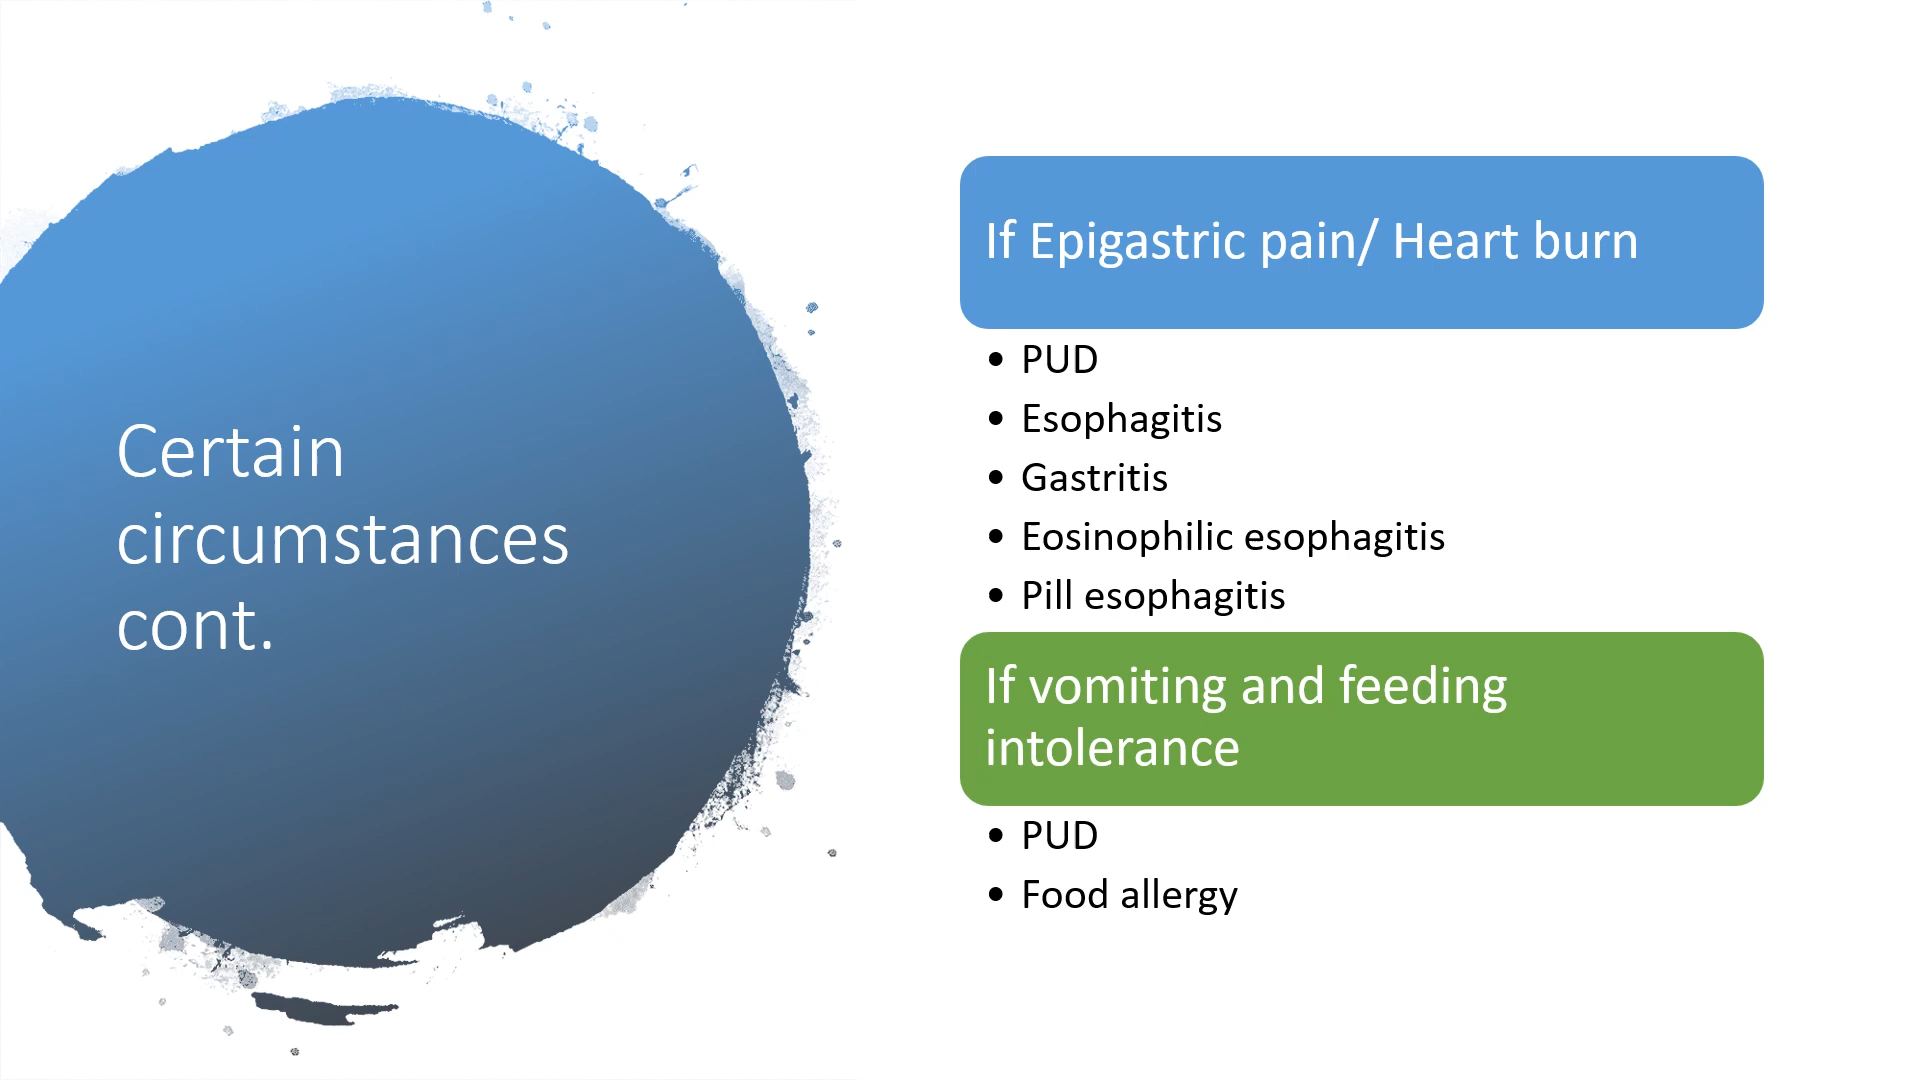 Certain
circumstances
cont.
If Epigastric pain/ Heart burn
• PUD
• Esophagitis
• Gastritis
• Eosinophilic esophagitis
• Pill esophagitis
If vomiting and feeding
intolerance
• PUD
• Food allergy